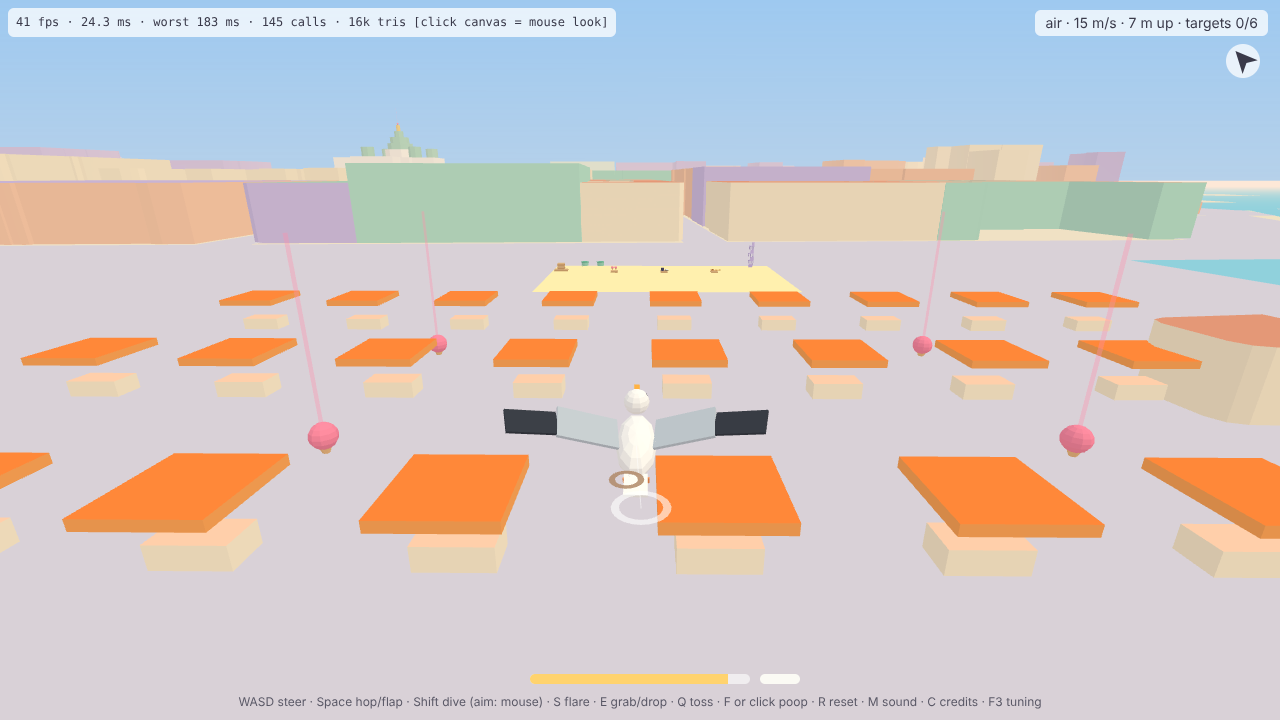 41 fps · 24.3 ms · worst 183 ms · 145 calls · 16k tris [click canvas = mouse look]
air · 15 m/s · 7 m up · targets 0/6
WASD steer · Space hop/flap · Shift dive (aim: mouse) · S flare · E grab/drop · Q toss · F or click poop · R reset · M sound · C credits · F3 tuning